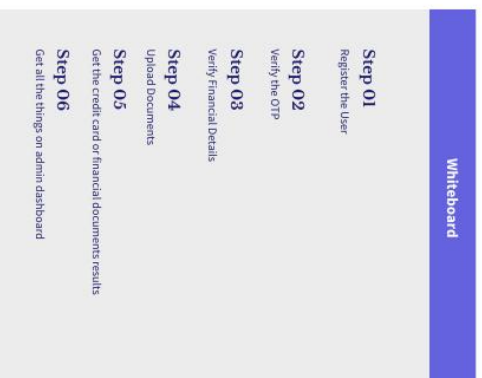 Whiteboard
Step 01
Register the User
Step 02
Verify the OTP
Step 03
Verify Financial Details
Step 04
Upload Documents
Step 05
Get the credit card or financial documents results
Step 06
Get all the things on admin dashboard